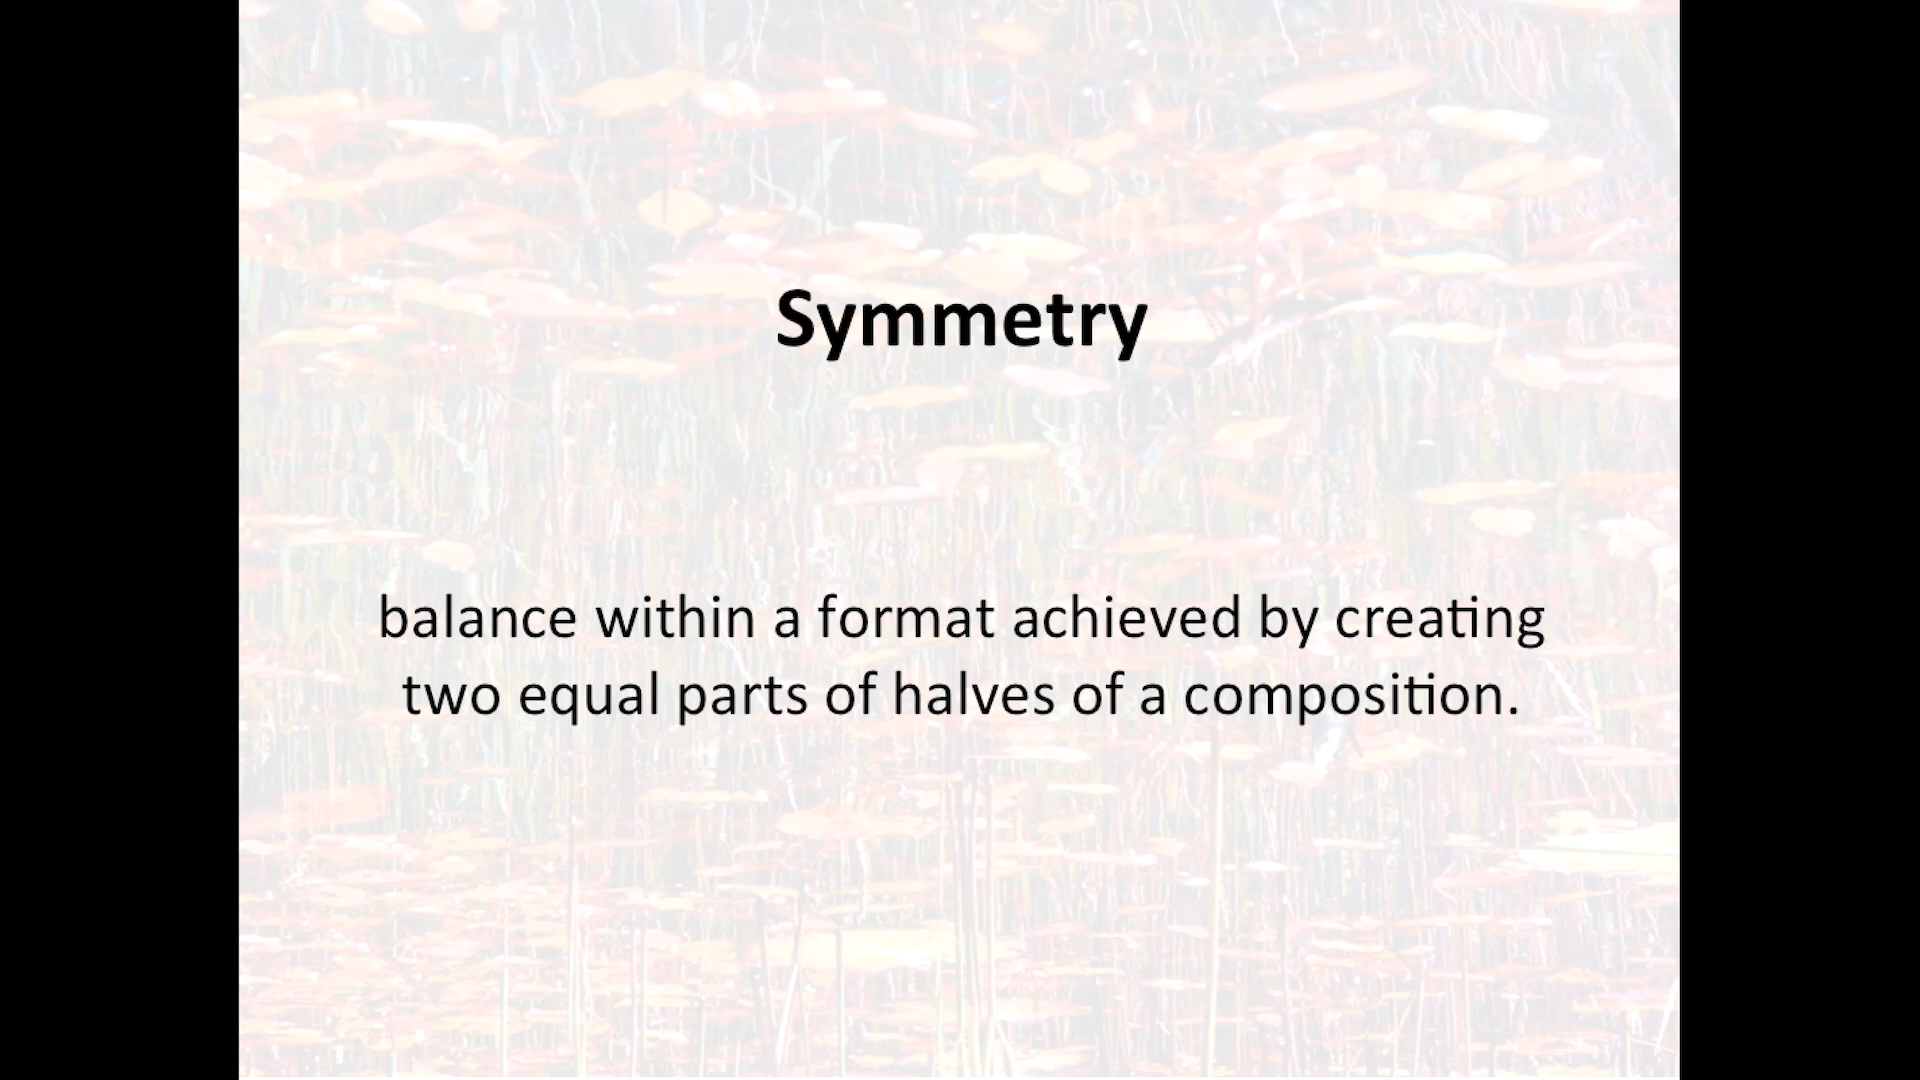 Symmetry
balance within a format achieved by creating
two equal parts of halves of a composition.